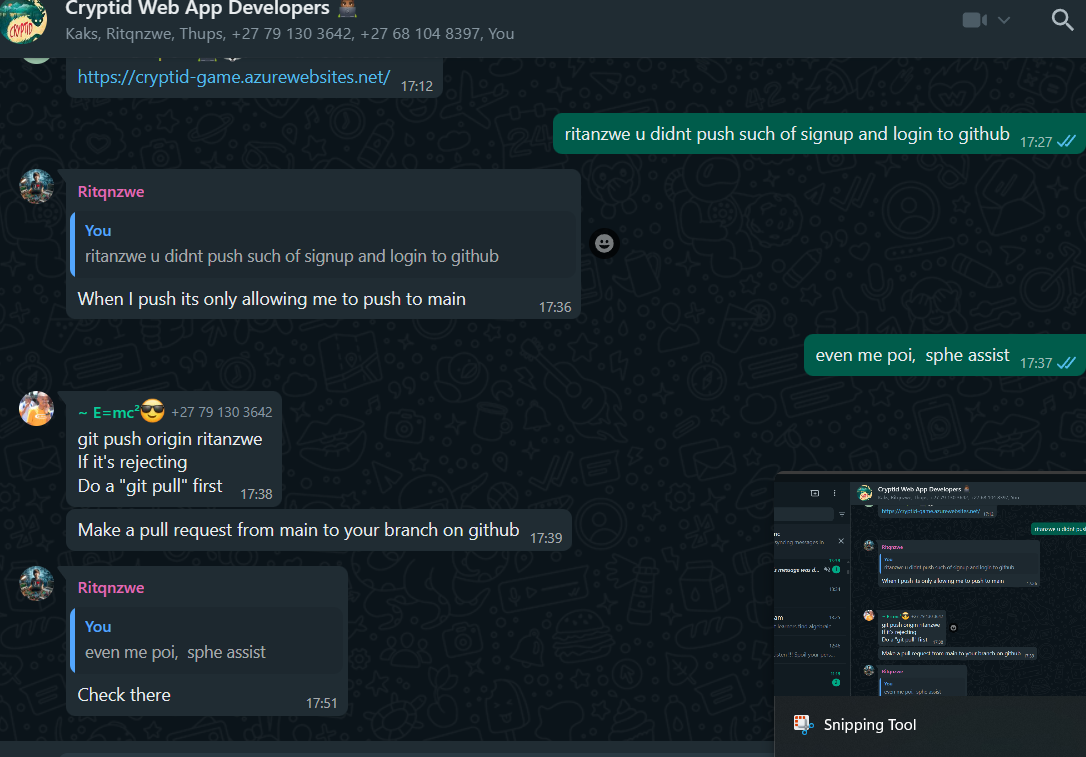 Cryptid Web App Developers
Kaks, Ritqnzwe, Thups, +27 79 130 3642, +27 68 104 8397, You
CRYPTID
https://cryptid-game.azurewebsites.net/ 17:12
ritanzwe u didnt push such of signup and login to github 17:27
Ritqnzwe
You
ritanzwe u didnt push such of signup and login to github
When I push its only allowing me to push to main
17:36
even me poi, sphe assist 17:37
~ E=mc²😎 +27 79 130 3642
git push origin ritanzwe
If it's rejecting
Do a "git pull" first 17:38
Make a pull request from main to your branch on github 17:39
Ritqnzwe
You
even me poi, sphe assist
Check there
17:51
Cryptid Web App Developers
https://cryptid-game.azurewebsites.net/
Ritqnzwe
You
ritanzwe u didnt push such of signup and login to github
When I push its only allowing me to push to main
git push origin ritanzwe
If it's rejecting
Do a "git pull" first
Make a pull request from main to your branch on github
Ritqnzwe
You
even me poi, sphe assist
Snipping Tool